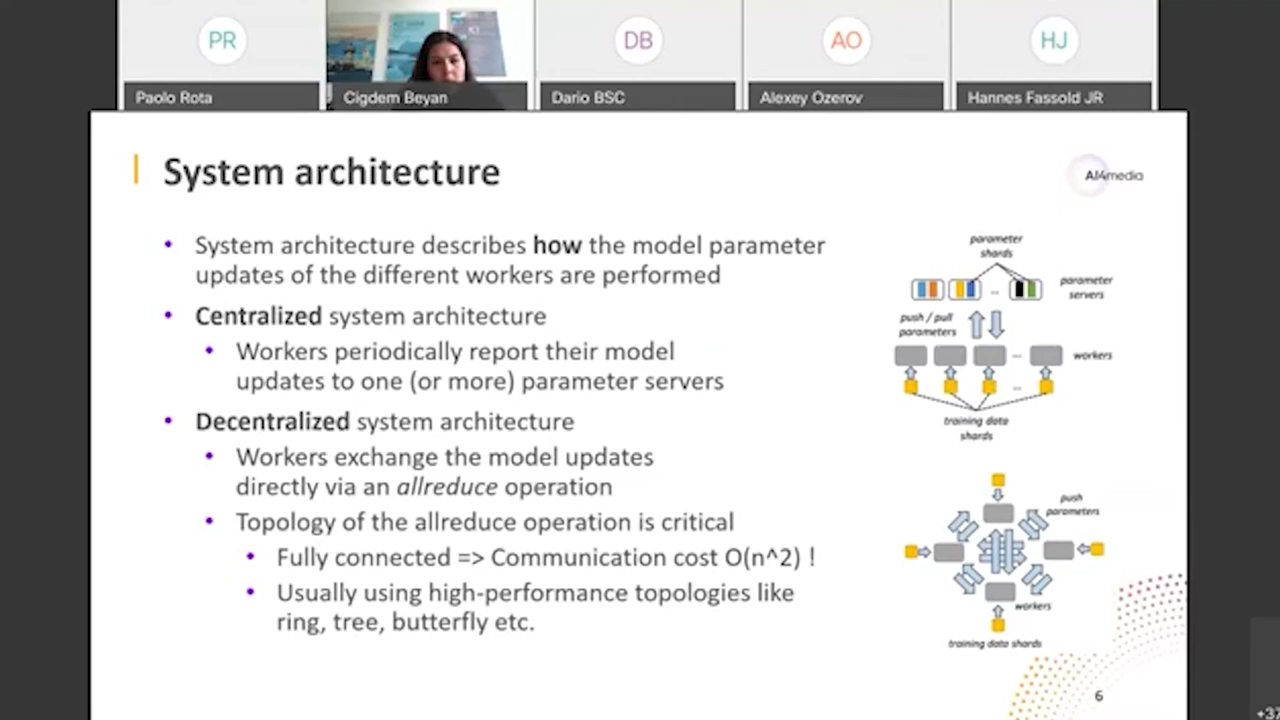 PR
DB
AO
HJ
Paolo Rota
Cigdem Beyan
Dario BSC
Alexey Ozerov
Hannes Fassold JR
System architecture
AI4media
• System architecture describes how the model parameter
updates of the different workers are performed
• Centralized system architecture
• Workers periodically report their model
updates to one (or more) parameter servers
• Decentralized system architecture
• Workers exchange the model updates
directly via an allreduce operation
• Topology of the allreduce operation is critical
• Fully connected => Communication cost O(n^2) !
• Usually using high-performance topologies like
ring, tree, butterfly etc.
parameter
shards
parameter
servers
push / pull
parameters
workers
training data
shards
push
parameters
workers
training data shards
6